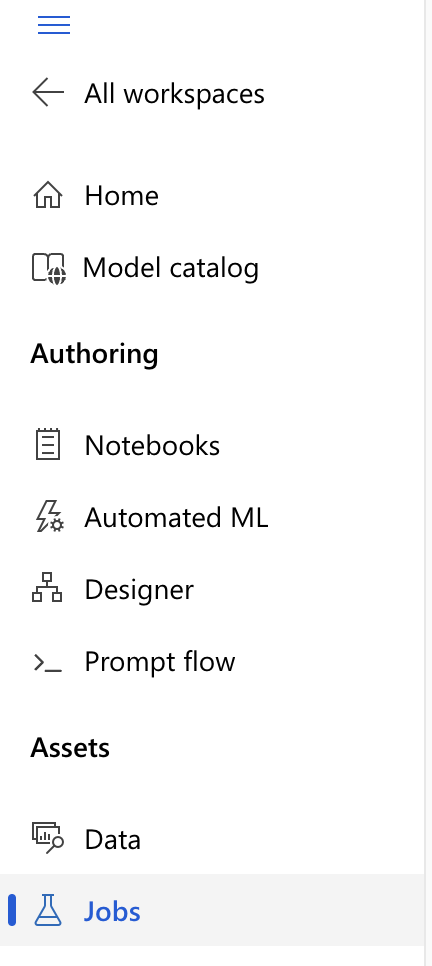 All workspaces
Home
Model catalog
Authoring
Notebooks
Automated ML
Designer
Prompt flow
Assets
Data
Jobs